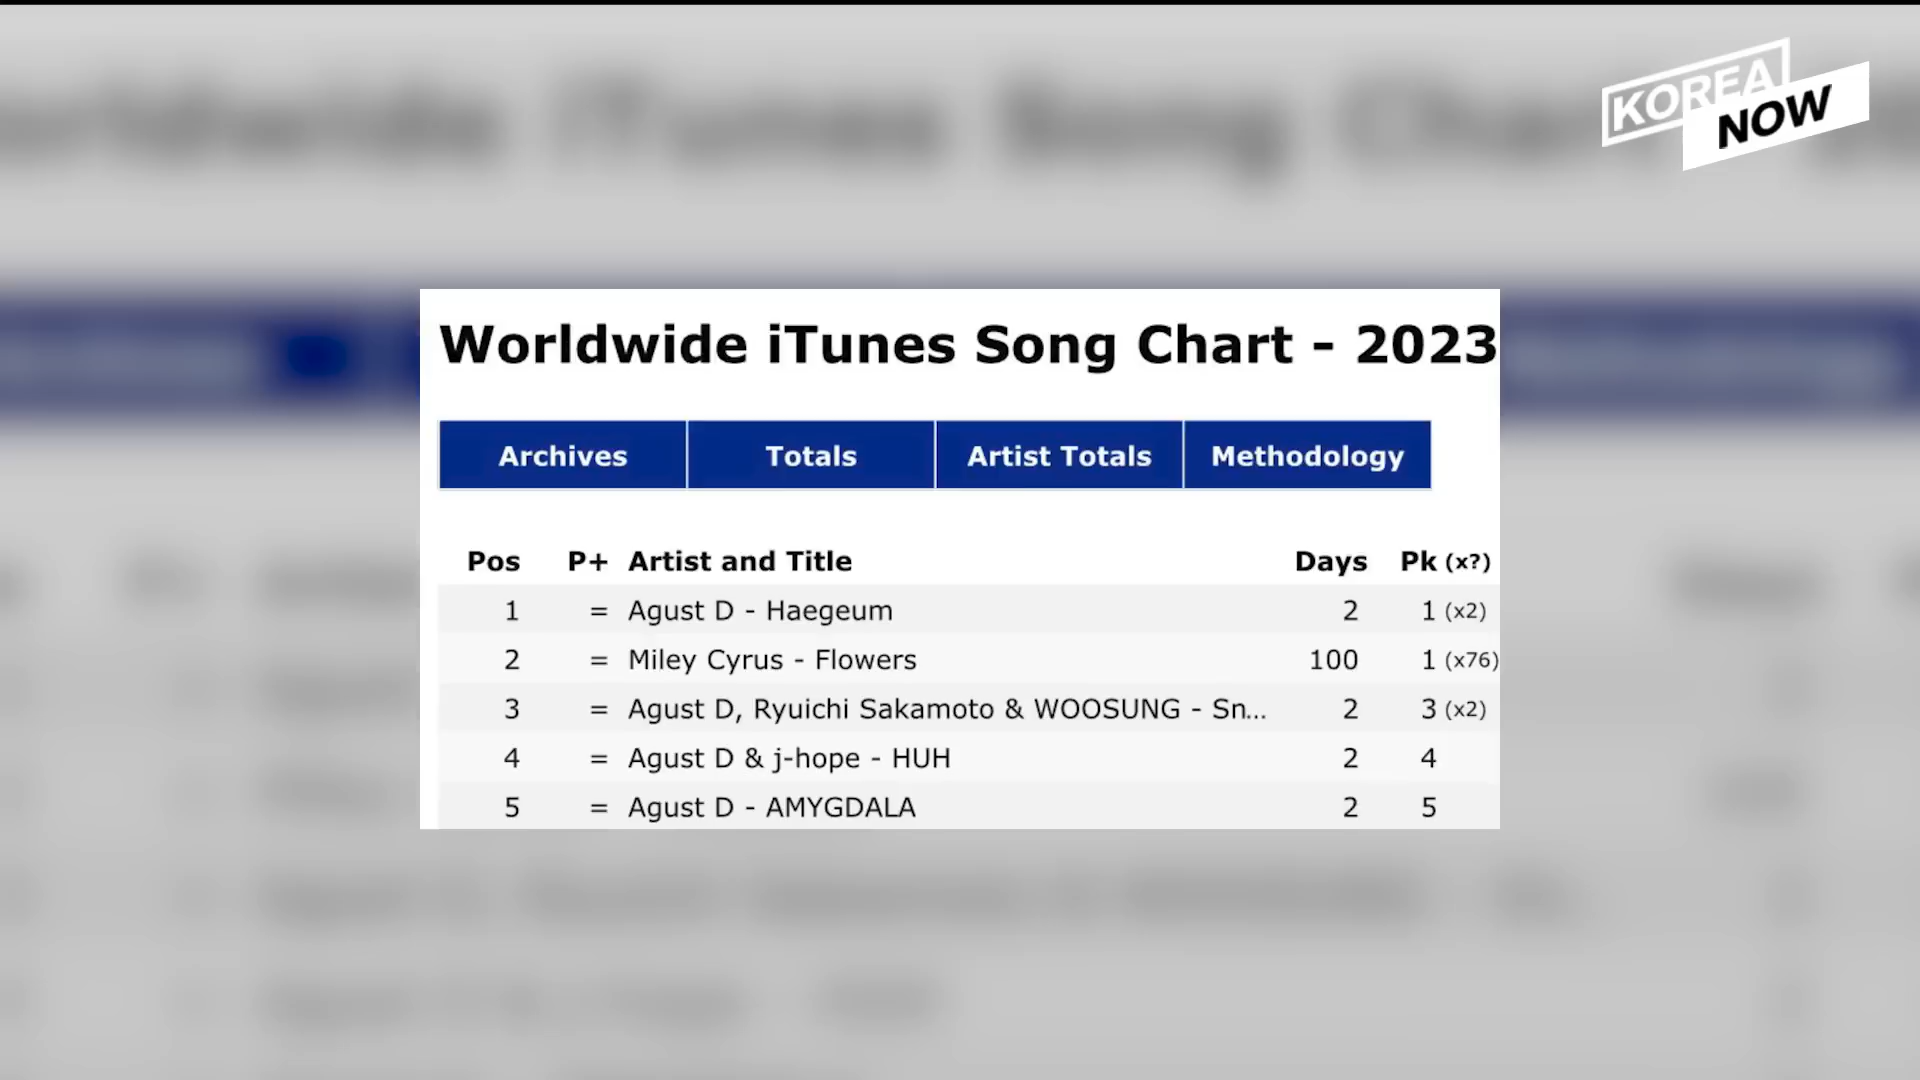 KOREA
NOW
Worldwide iTunes Song Chart - 2023
Archives Totals Artist Totals Methodology
Pos P+ Artist and Title Days Pk (x?)
1 = Agust D - Haegeum 2 1 (x2)
2 = Miley Cyrus - Flowers 100 1 (x76)
3 = Agust D, Ryuichi Sakamoto & WOOSUNG - Sn... 2 3 (x2)
4 = Agust D & j-hope - HUH 2 4
5 = Agust D - AMYGDALA 2 5